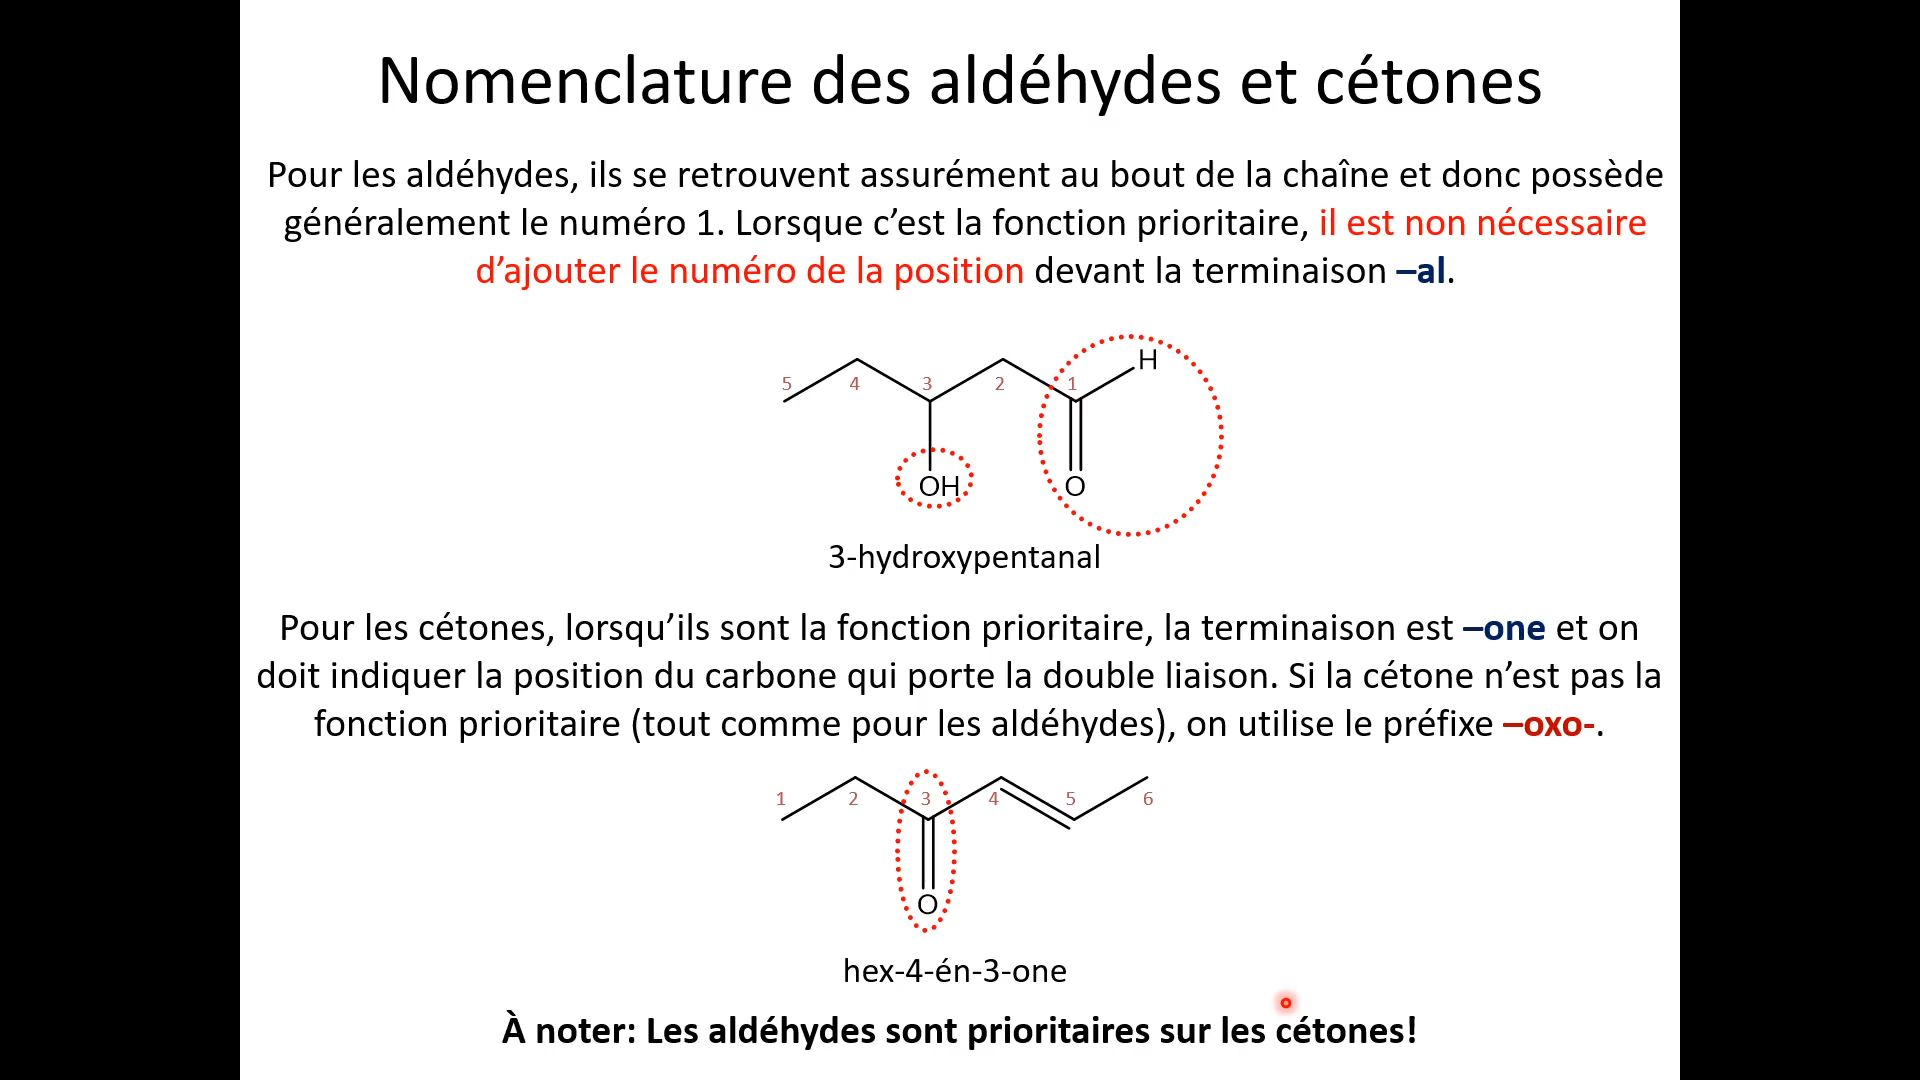 Nomenclature des aldéhydes et cétones
Pour les aldéhydes, ils se retrouvent assurément au bout de la chaîne et donc possède
généralement le numéro 1. Lorsque c’est la fonction prioritaire, il est non nécessaire
d’ajouter le numéro de la position devant la terminaison –al.
H
5 4 3 2 1
OH O
3-hydroxypentanal
Pour les cétones, lorsqu’ils sont la fonction prioritaire, la terminaison est –one et on
doit indiquer la position du carbone qui porte la double liaison. Si la cétone n’est pas la
fonction prioritaire (tout comme pour les aldéhydes), on utilise le préfixe –oxo-.
1 2 3 4 5 6
O
hex-4-én-3-one
À noter: Les aldéhydes sont prioritaires sur les cétones!